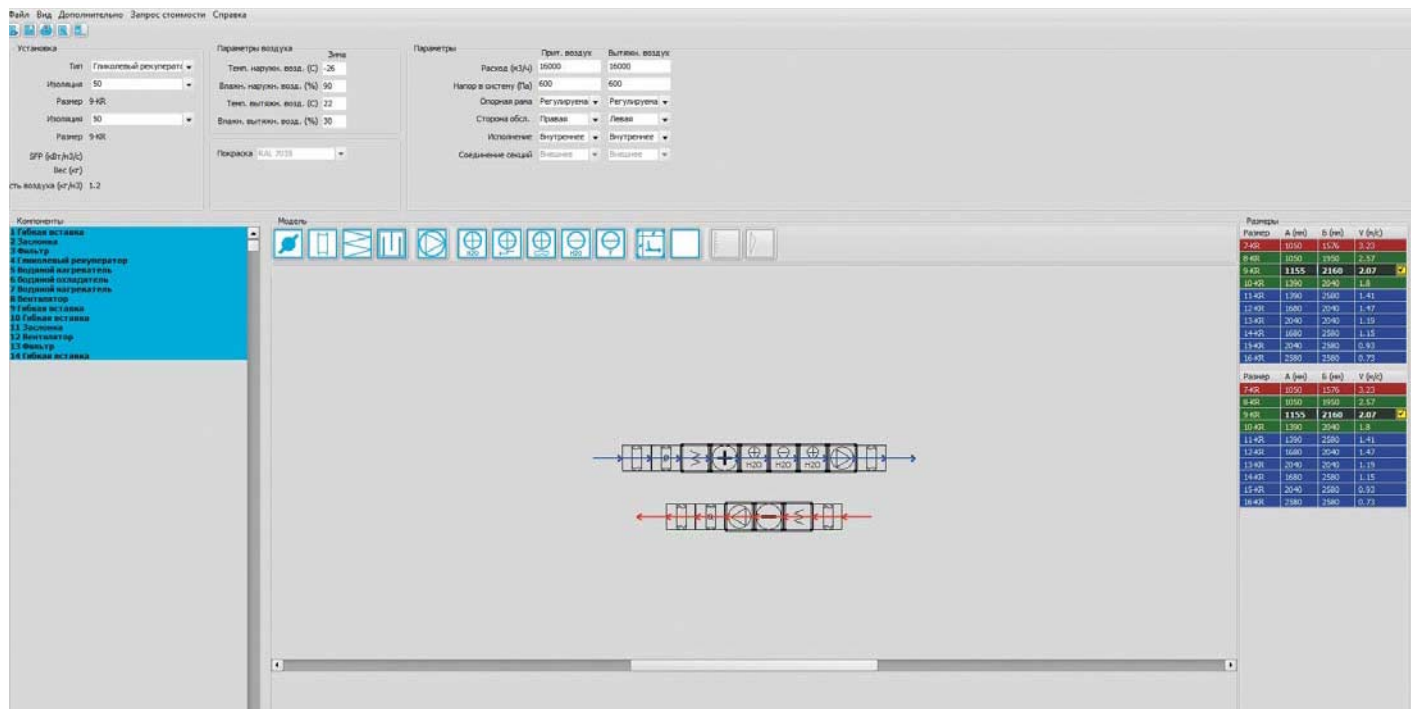 Файл Вид Дополнительно Запрос стоимости Справка
Установка
Тип Гликолевый рекуперато
Изоляция 50
Размер 9-KR
Изоляция 50
Размер 9-KR
SFP (кВт/м3/с)
Вес (кг)
сть воздуха (кг/м3) 1.2
Параметры воздуха
Зима
Темп. наружн. возд. (С) -26
Влажн. наружн. возд. (%) 90
Темп. вытяжн. возд. (С) 22
Влажн. вытяжн. возд. (%) 30
Покраска RAL 7035
Параметры
Прит. воздух Вытяжн. воздух
Расход (м3/ч) 16000 16000
Напор в систему (Па) 600 600
Опорная рама Регулируема Регулируема
Сторона обсл. Правая Левая
Исполнение Внутреннее Внутреннее
Соединение секций Внешнее Внешнее
Компоненты
1 Гибкая вставка
2 Заслонка
3 Фильтр
4 Гликолевый рекуператор
5 Водяной нагреватель
6 Водяной охладитель
7 Водяной нагреватель
8 Вентилятор
9 Гибкая вставка
10 Гибкая вставка
11 Заслонка
12 Вентилятор
13 Фильтр
14 Гибкая вставка
Модель
H2O H2O
H2O H2O H2O
Размеры
Размер А (мм) Б (мм) V (м/с)
7-KR 1050 1576 3.23
8-KR 1050 1950 2.57
9-KR 1155 2160 2.07
10-KR 1390 2040 1.8
11-KR 1390 2580 1.41
12-KR 1680 2040 1.47
13-KR 2040 2040 1.19
14-KR 1680 2580 1.15
15-KR 2040 2580 0.93
16-KR 2580 2580 0.73
Размер А (мм) Б (мм) V (м/с)
7-KR 1050 1576 3.23
8-KR 1050 1950 2.57
9-KR 1155 2160 2.07
10-KR 1390 2040 1.8
11-KR 1390 2580 1.41
12-KR 1680 2040 1.47
13-KR 2040 2040 1.19
14-KR 1680 2580 1.15
15-KR 2040 2580 0.93
16-KR 2580 2580 0.73